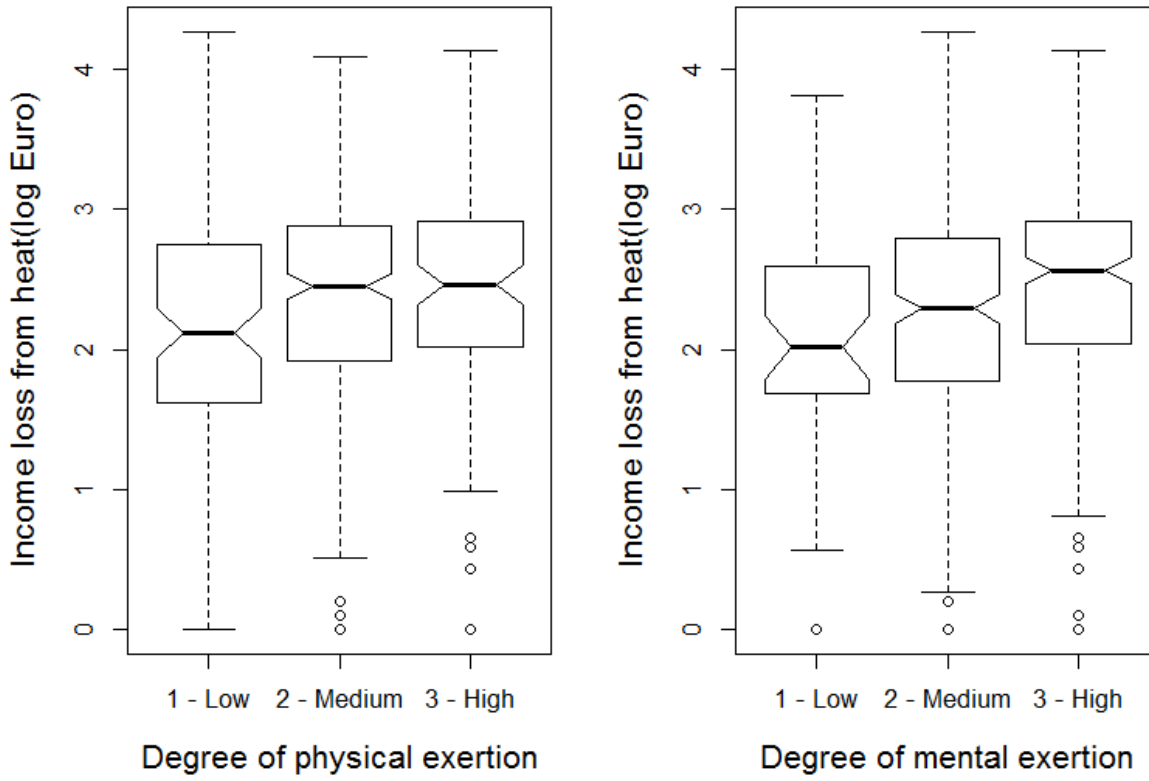 Income loss from heat(log Euro)
4
3
2
1
0
1 - Low 2 - Medium 3 - High
Degree of physical exertion
Income loss from heat(log Euro)
4
3
2
1
0
1 - Low 2 - Medium 3 - High
Degree of mental exertion